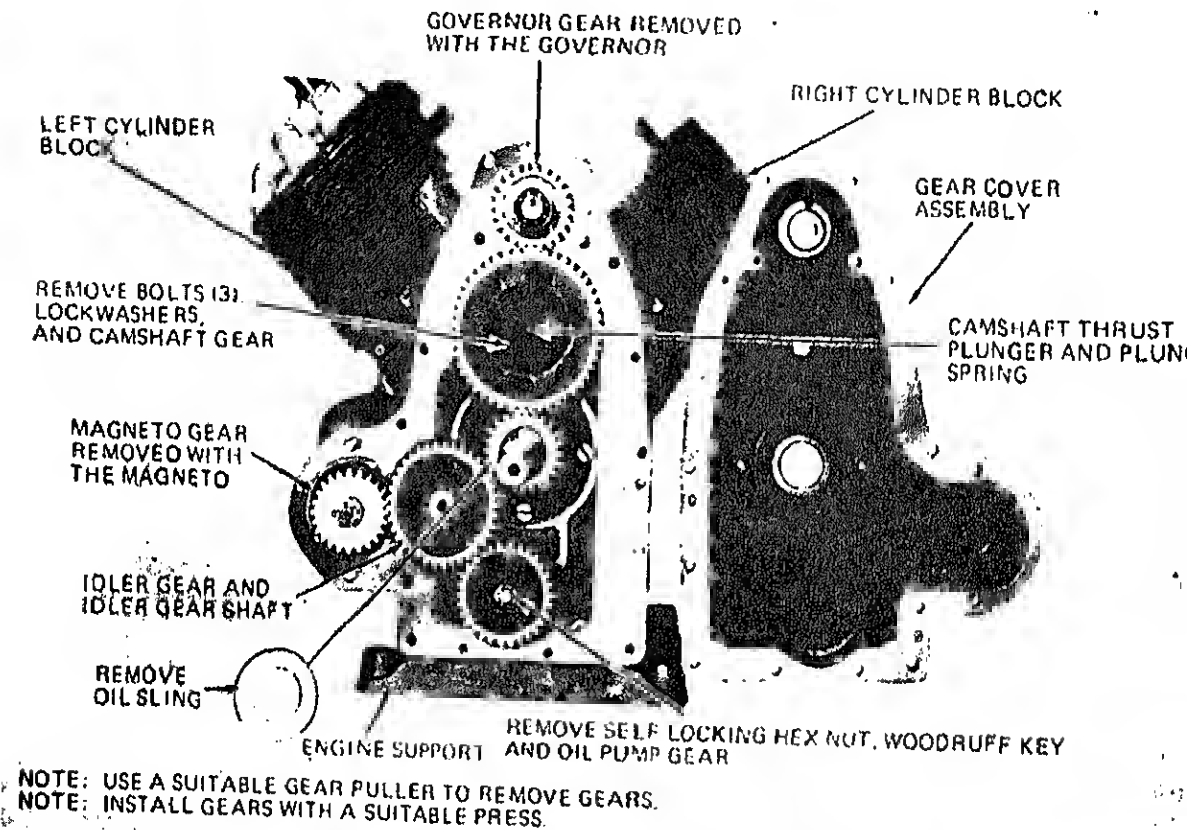 GOVERNOR GEAR REMOVED
WITH THE GOVERNOR
RIGHT CYLINDER BLOCK
LEFT CYLINDER
BLOCK
GEAR COVER
ASSEMBLY
REMOVE BOLTS (3),
LOCKWASHERS,
AND CAMSHAFT GEAR
CAMSHAFT THRUST
PLUNGER AND PLUN
SPRING
MAGNETO GEAR
REMOVED WITH
THE MAGNETO
IDLER GEAR AND
IDLER GEAR SHAFT
REMOVE
OIL SLING
ENGINE SUPPORT
REMOVE SELF LOCKING HEX NUT, WOODRUFF KEY
AND OIL PUMP GEAR
NOTE: USE A SUITABLE GEAR PULLER TO REMOVE GEARS.
NOTE: INSTALL GEARS WITH A SUITABLE PRESS.